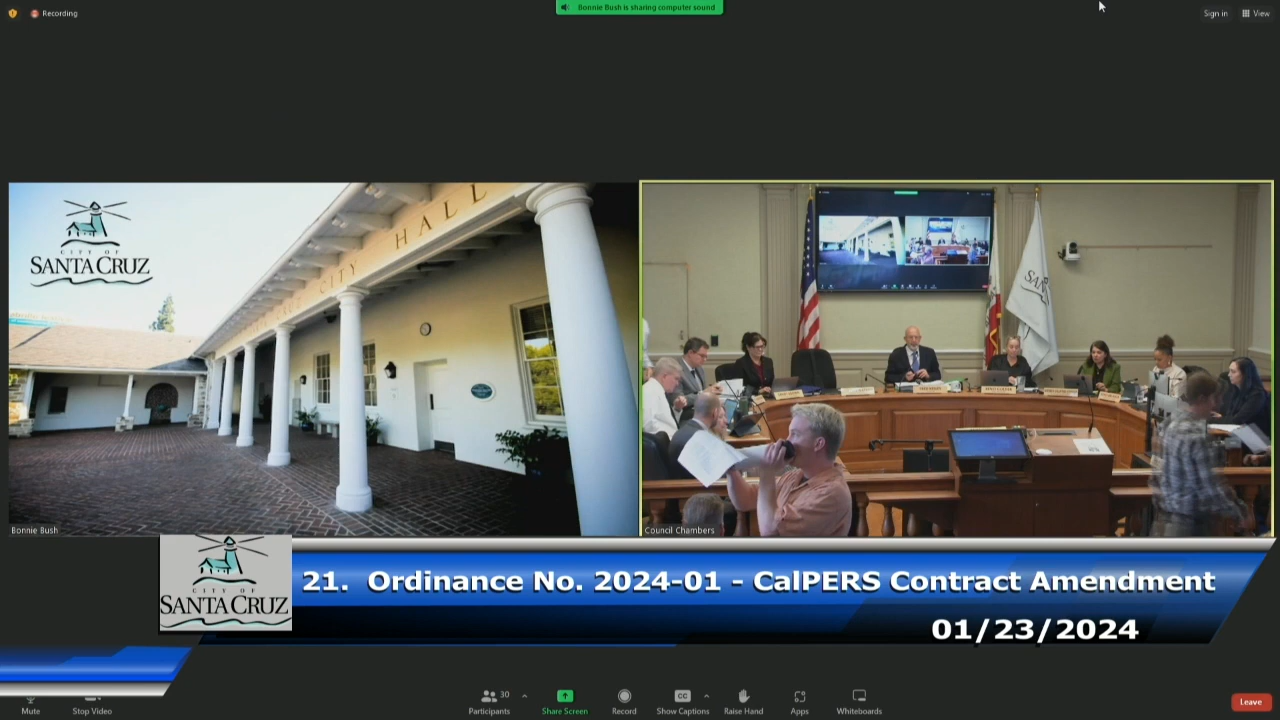 Recording
Bonnie Bush is sharing computer sound
Sign in
View
CITY OF
SANTA CRUZ
CITY HALL
Bonnie Bush
Council Chambers
CITY OF
SANTA CRUZ
21. Ordinance No. 2024-01 - CalPERS Contract Amendment
01/23/2024
Mute
Stop Video
Participants
30
Share Screen
Record
CC
Show Captions
Raise Hand
Apps
Whiteboards
Leave